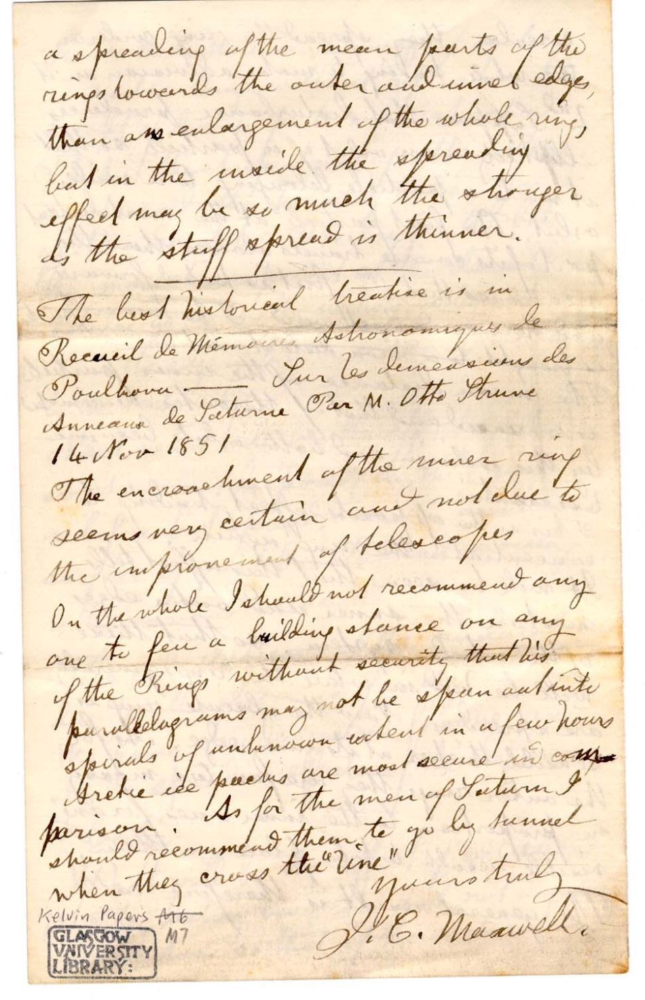 a spreading of the mean parts of the
rings towards the outer and inner edges,
than an enlargement of the whole ring,
but in the inside the spreading
effect may be so much the stronger
as the stuff spread is thinner.
The best historical treatise is in
Recueil de Mémoires Astronomiques de
Poulkova — Sur les dimensions des
Anneaux de Saturne Par M. Otto Struve
14 Nov 1851
The encroachment of the inner ring
seems very certain and not due to
the improvement of telescopes
On the whole I should not recommend any
one to feu a building stance on any
of the Rings without security that his
parallelograms may not be spun out into
spirals of unknown extent in a few hours
Arctic ice packs are most secure in com
parison. As for the men of Saturn I
should recommend them to go by tunnel
when they cross the "line"
Yours truly
J. C. Maxwell.
Kelvin Papers M6
M7
GLASGOW
UNIVERSITY
LIBRARY: